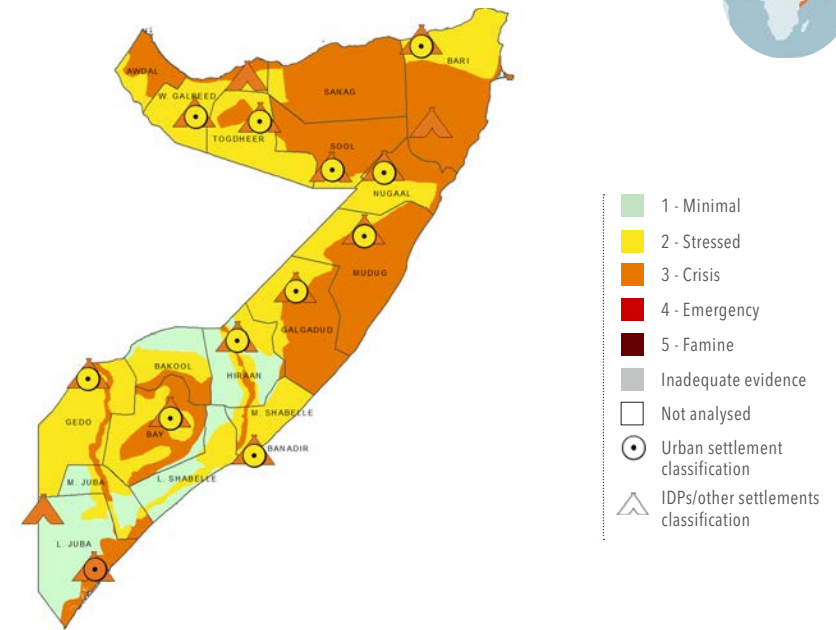 BARI
AWDAL
SANAG
W. GALBEED
TOGDHEER
SOOL
NUGAAL
MUDUG
GALGADUD
BAKOOL
HIRAAN
M. SHABELLE
GEDO
BAY
BANADIR
M. JUBA
L. SHABELLE
L. JUBA
1 - Minimal
2 - Stressed
3 - Crisis
4 - Emergency
5 - Famine
Inadequate evidence
Not analysed
Urban settlement
classification
IDPs/other settlements
classification